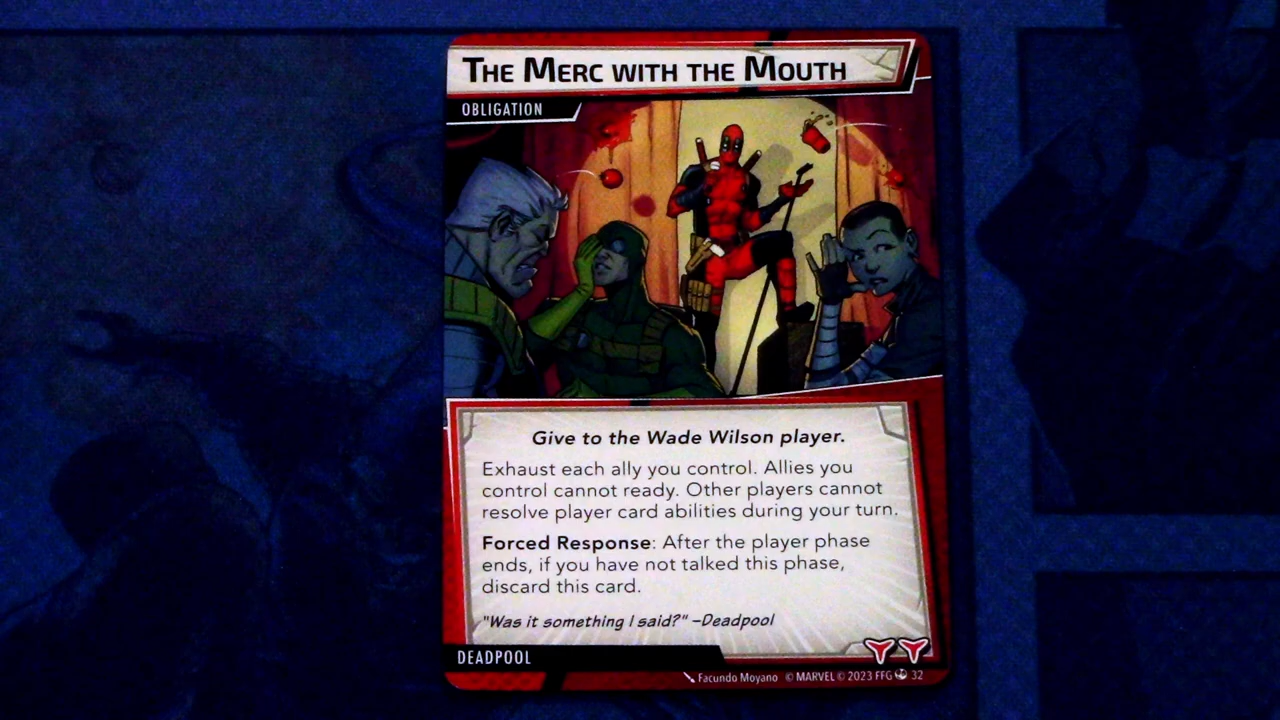 THE MERC WITH THE MOUTH
OBLIGATION
Give to the Wade Wilson player.
Exhaust each ally you control. Allies you
control cannot ready. Other players cannot
resolve player card abilities during your turn.
Forced Response: After the player phase
ends, if you have not talked this phase,
discard this card.
"Was it something I said?" –Deadpool
DEADPOOL
Facundo Moyano © MARVEL © 2023 FFG 32